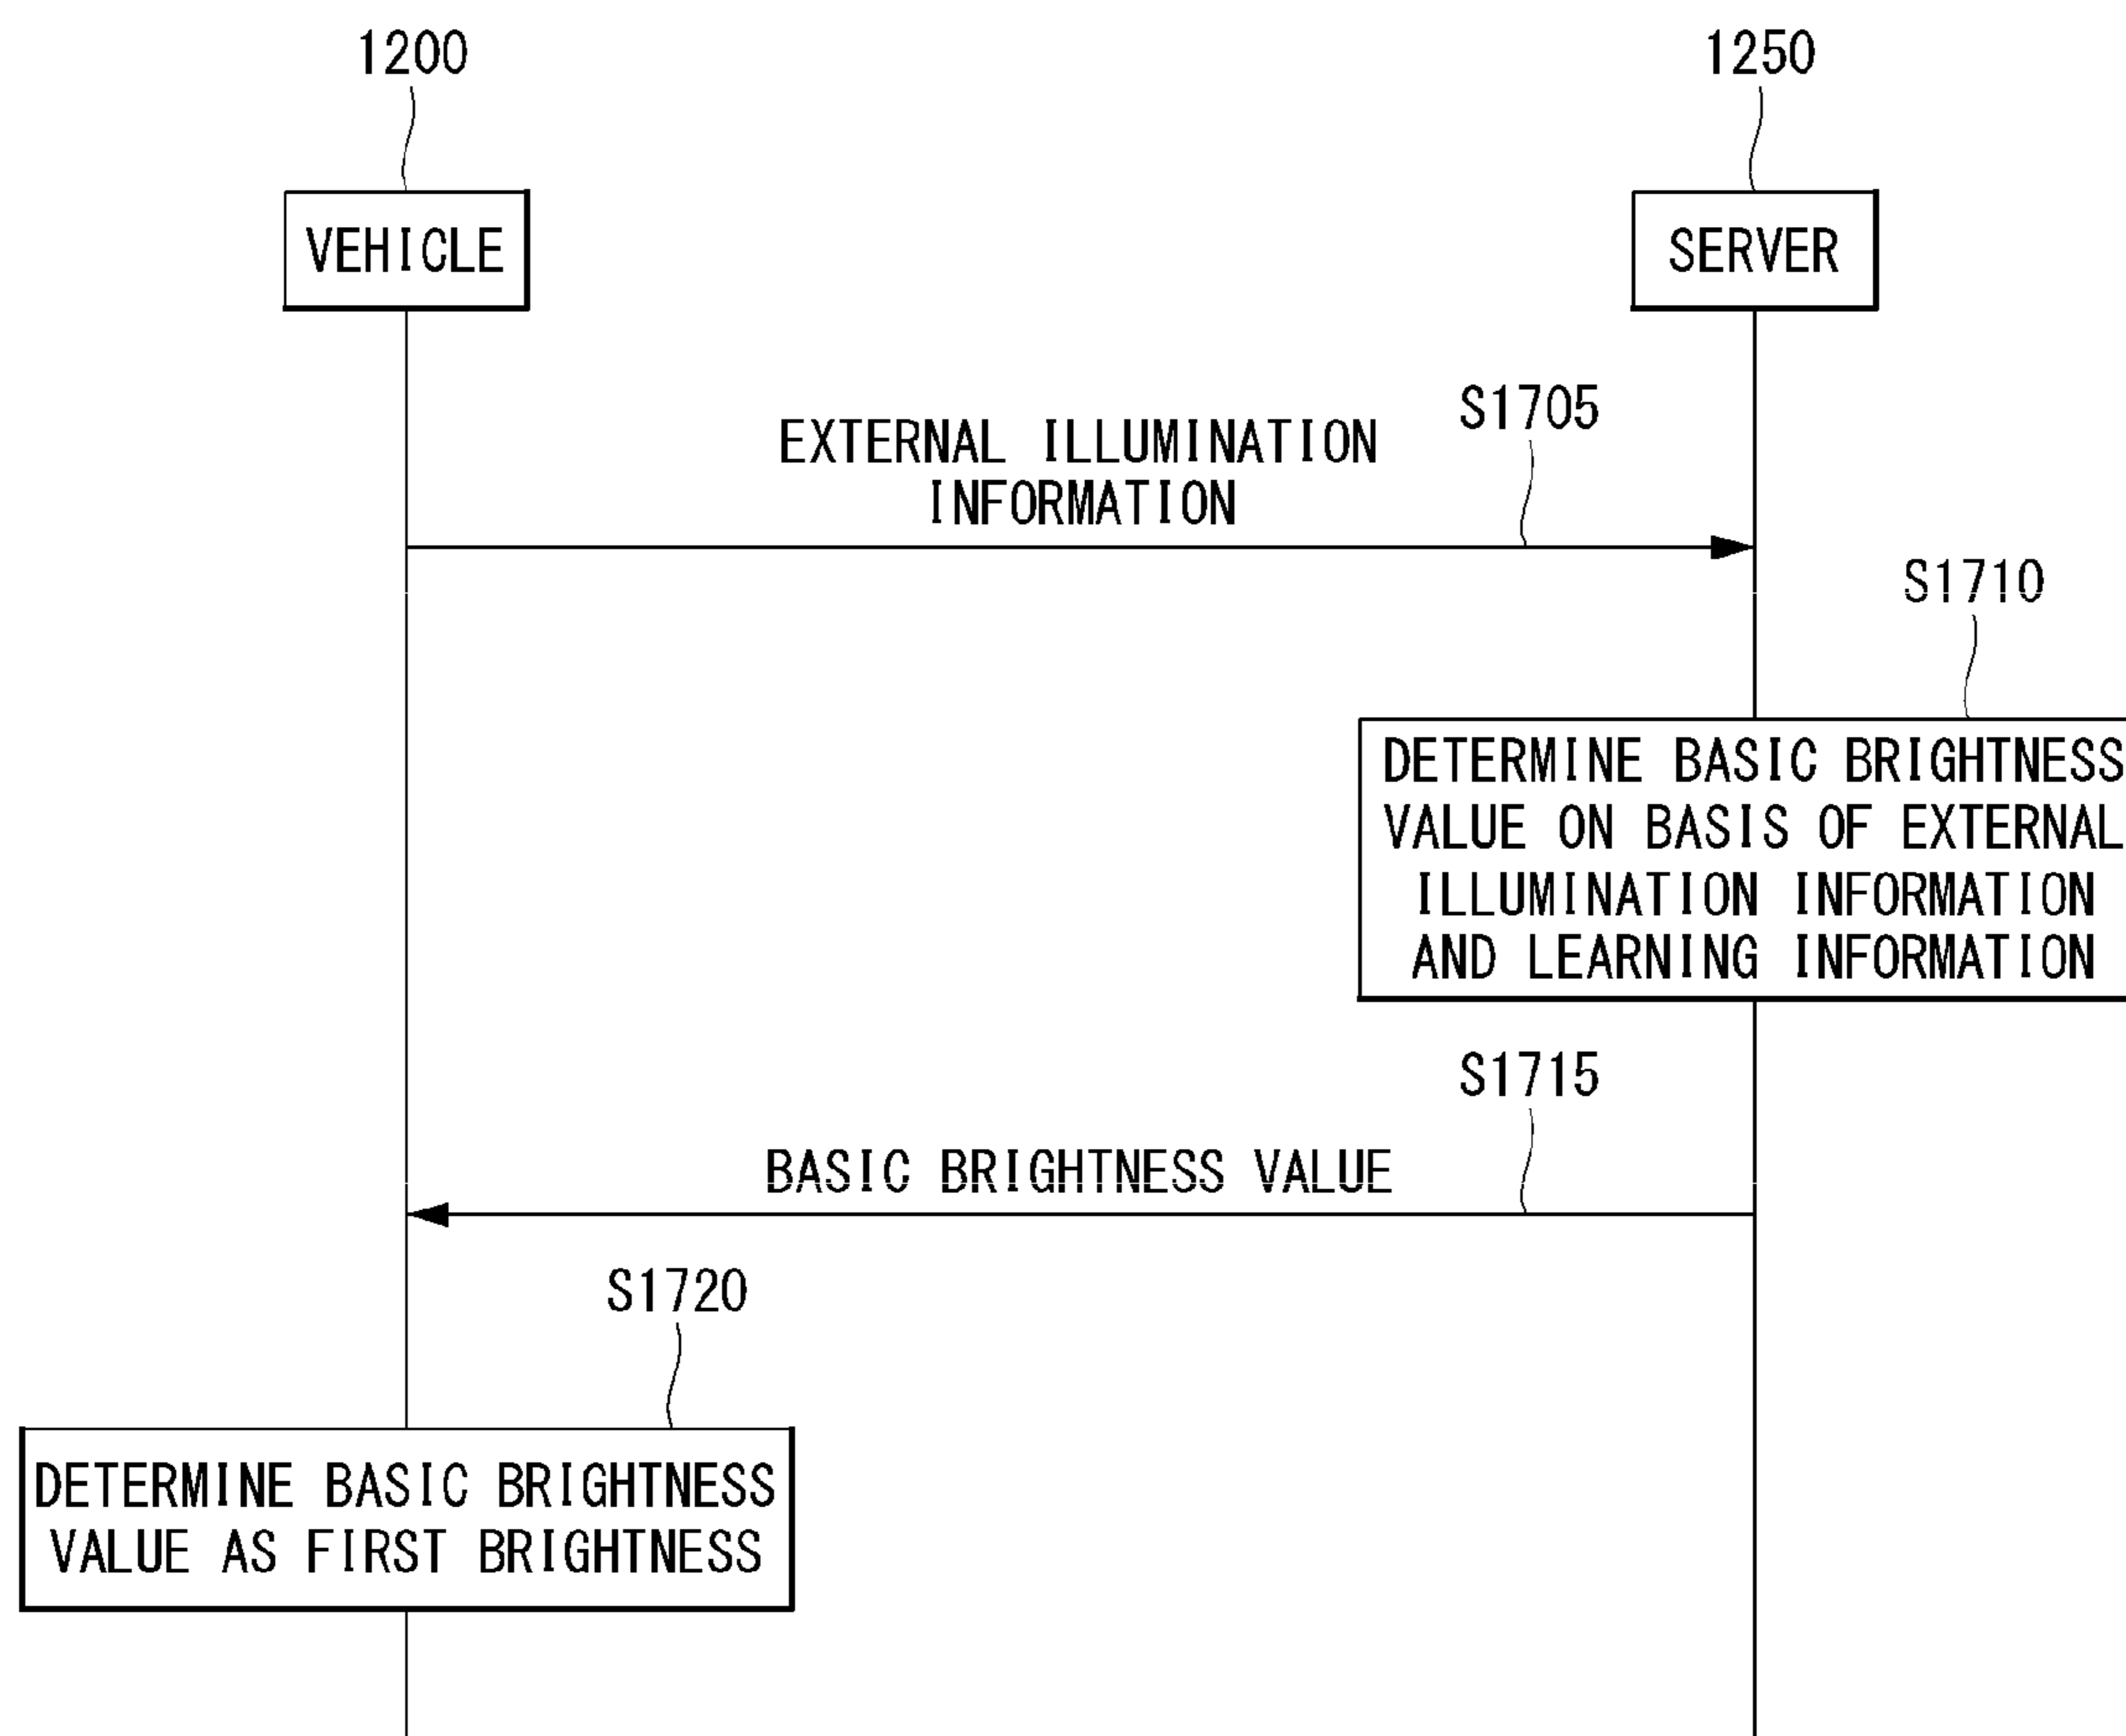 1200
1250
VEHICLE
SERVER
S1705
EXTERNAL ILLUMINATION
INFORMATION
S1710
DETERMINE BASIC BRIGHTNESS
VALUE ON BASIS OF EXTERNAL
ILLUMINATION INFORMATION
AND LEARNING INFORMATION
S1715
BASIC BRIGHTNESS VALUE
S1720
DETERMINE BASIC BRIGHTNESS
VALUE AS FIRST BRIGHTNESS